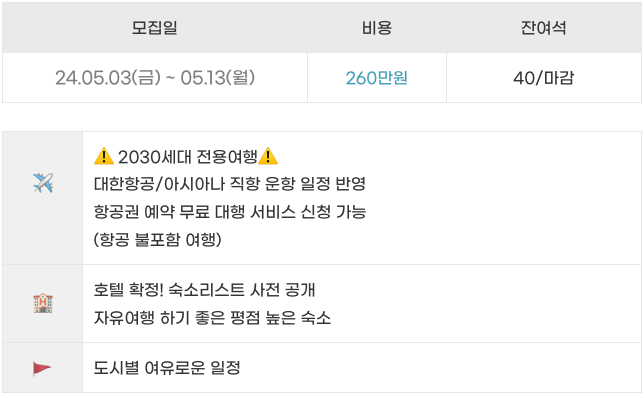 모집일 비용 잔여석
24.05.03(금) ~ 05.13(월) 260만원 40/마감
⚠️ 2030세대 전용여행⚠️
대한항공/아시아나 직항 운항 일정 반영
항공권 예약 무료 대행 서비스 신청 가능
(항공 불포함 여행)
호텔 확정! 숙소리스트 사전 공개
자유여행 하기 좋은 평점 높은 숙소
도시별 여유로운 일정